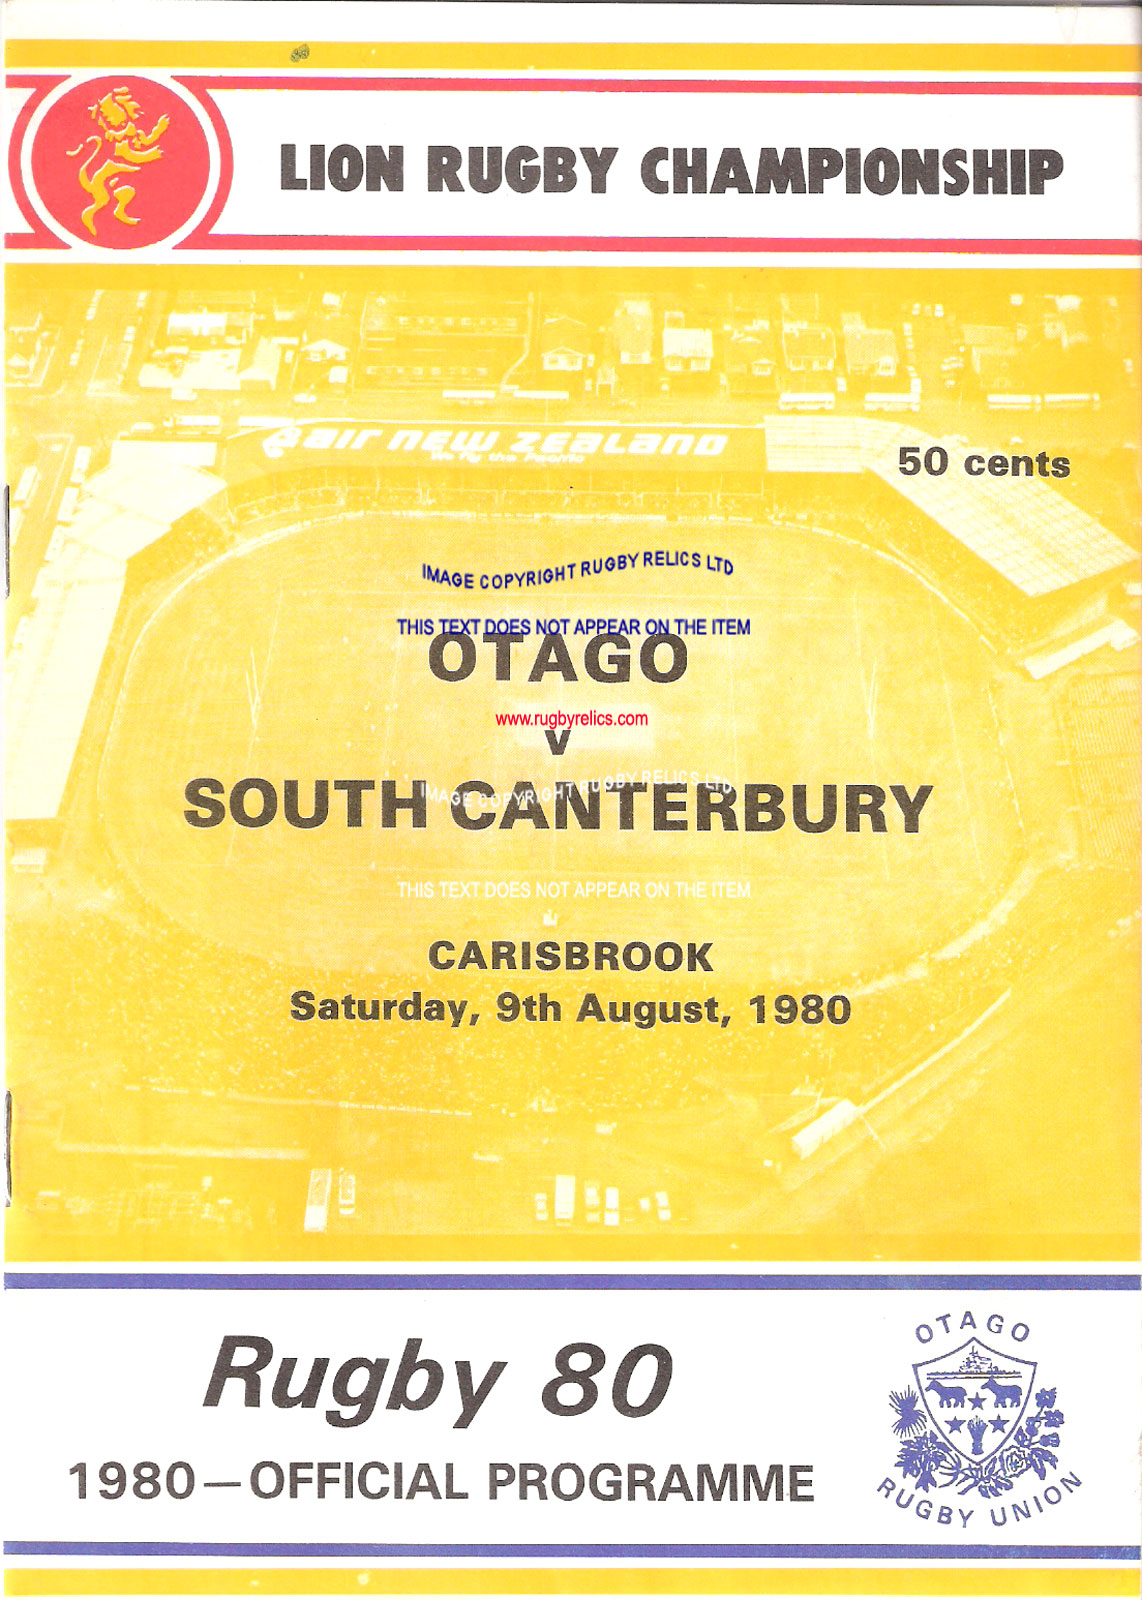 LION RUGBY CHAMPIONSHIP
air new zealand
50 cents
IMAGE COPYRIGHT RUGBY RELICS LTD
THIS TEXT DOES NOT APPEAR ON THE ITEM
OTAGO
www.rugbyrelics.com
v
SOUTH CANTERBURY
IMAGE COPYRIGHT RUGBY RELICS LTD
THIS TEXT DOES NOT APPEAR ON THE ITEM
CARISBROOK
Saturday, 9th August, 1980
Rugby 80
1980—OFFICIAL PROGRAMME
OTAGO
RUGBY UNION